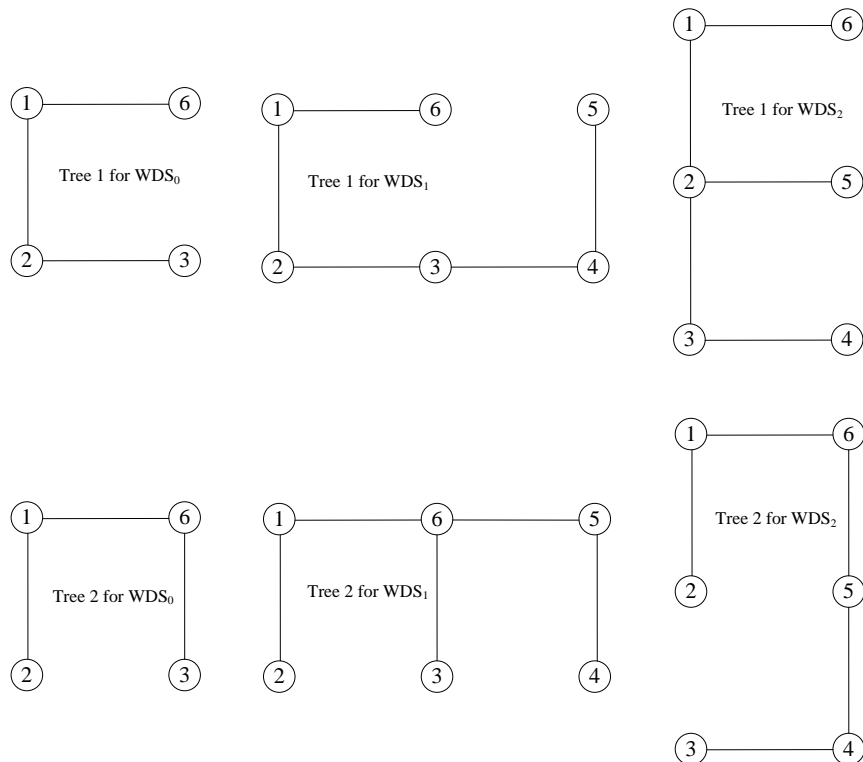 1 6
1 6 5
1 6
Tree 1 for WDS₀
Tree 1 for WDS₁
Tree 1 for WDS₂
2 3
2 3 4
2 5
3 4
1 6
1 6 5
1 6
Tree 2 for WDS₀
Tree 2 for WDS₁
Tree 2 for WDS₂
2 3
2 3 4
2 5
3 4